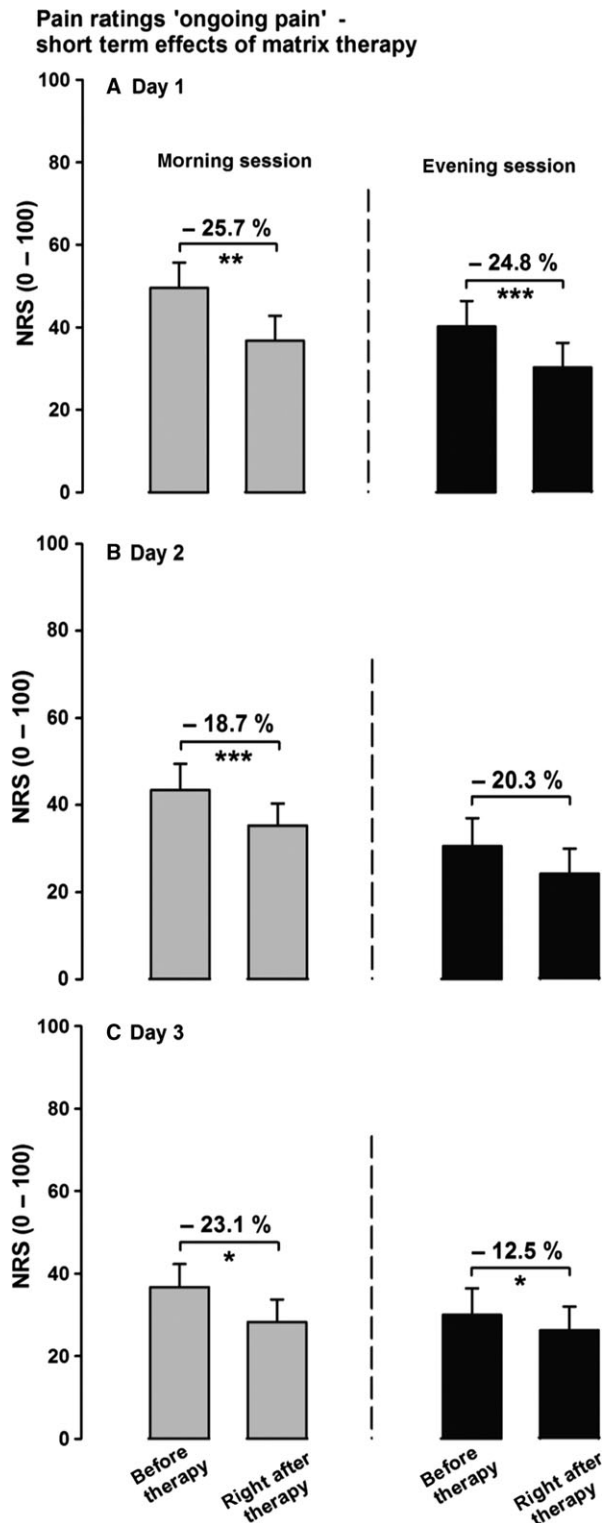 Pain ratings 'ongoing pain' -
short term effects of matrix therapy
A Day 1
Morning session
Evening session
NRS (0 – 100)
100
80
60
40
20
0
– 25.7 %
**
– 24.8 %
***
B Day 2
NRS (0 – 100)
100
80
60
40
20
0
– 18.7 %
***
– 20.3 %
C Day 3
NRS (0 – 100)
100
80
60
40
20
0
– 23.1 %
*
– 12.5 %
*
Before
therapy
Right after
therapy
Before
therapy
Right after
therapy